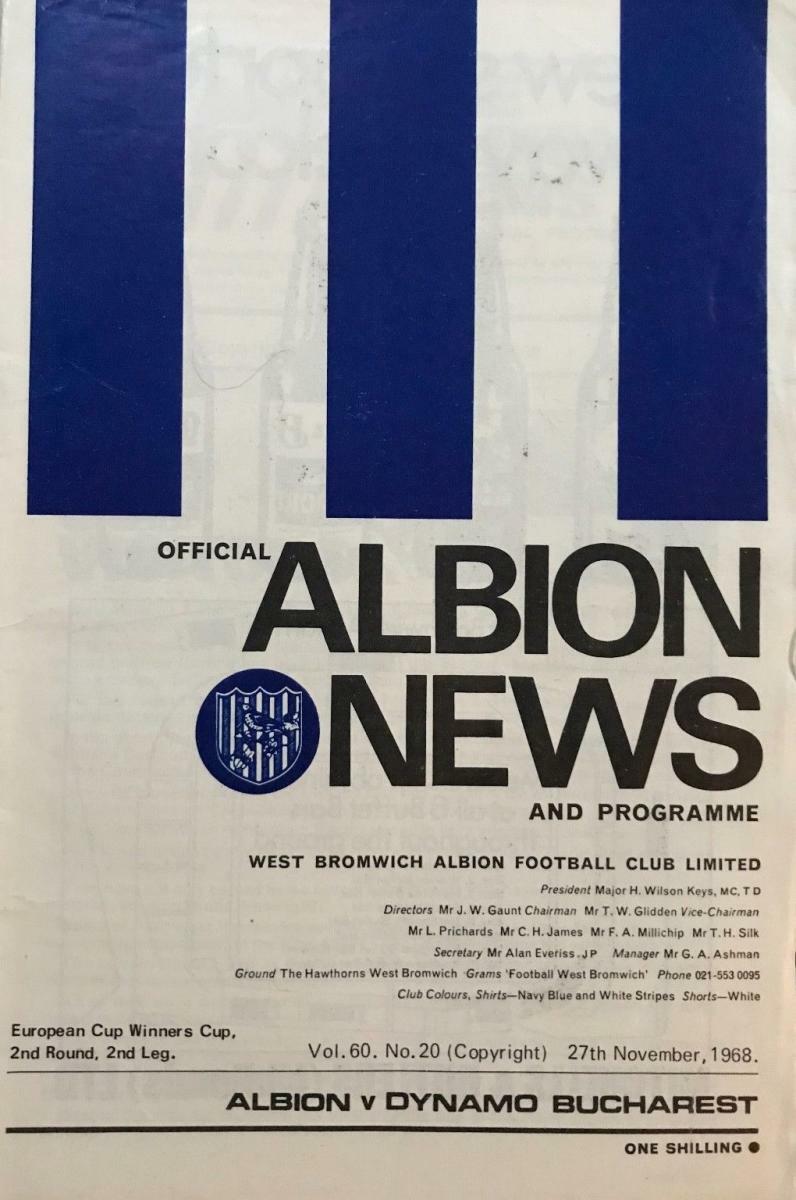 OFFICIAL ALBION
NEWS
AND PROGRAMME
WEST BROMWICH ALBION FOOTBALL CLUB LIMITED
President Major H. Wilson Keys, MC, T D
Directors Mr J. W. Gaunt Chairman Mr T. W. Glidden Vice-Chairman
Mr L. Prichards Mr C. H. James Mr F. A. Millichip Mr T. H. Silk
Secretary Mr Alan Everiss. JP Manager Mr G. A. Ashman
Ground The Hawthorns West Bromwich Grams 'Football West Bromwich' Phone 021-553 0095
Club Colours, Shirts—Navy Blue and White Stripes Shorts—White
European Cup Winners Cup,
2nd Round, 2nd Leg.
Vol. 60. No. 20 (Copyright) 27th November, 1968.
ALBION v DYNAMO BUCHAREST
ONE SHILLING ●